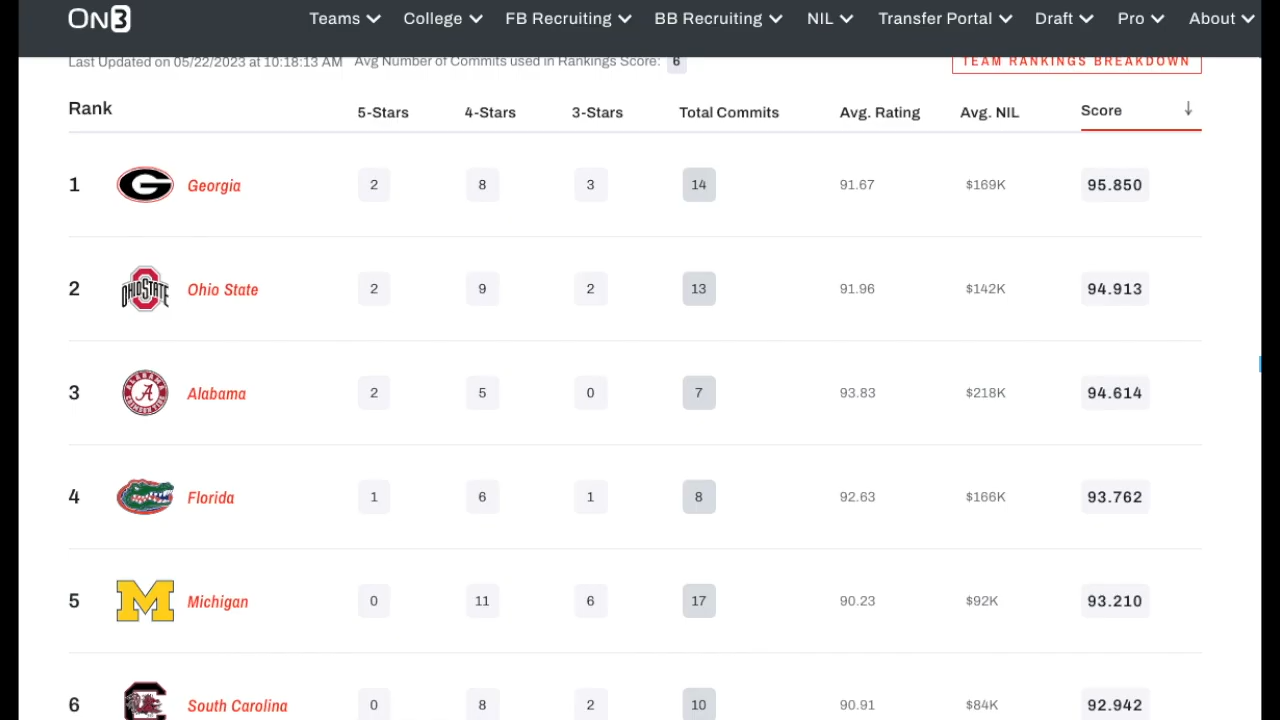 ON3 Teams College FB Recruiting BB Recruiting NIL Transfer Portal Draft Pro About
Last Updated on 05/22/2023 at 10:18:13 AM Avg Number of Commits used in Rankings Score: 6 TEAM RANKINGS BREAKDOWN
Rank 5-Stars 4-Stars 3-Stars Total Commits Avg. Rating Avg. NIL Score
1 G Georgia 2 8 3 14 91.67 $169K 95.850
2 OHIO STATE Ohio State 2 9 2 13 91.96 $142K 94.913
3 ALABAMA A CRIMSON TIDE Alabama 2 5 0 7 93.83 $218K 94.614
4 Florida 1 6 1 8 92.63 $166K 93.762
5 M Michigan 0 11 6 17 90.23 $92K 93.210
6 C South Carolina 0 8 2 10 90.91 $84K 92.942